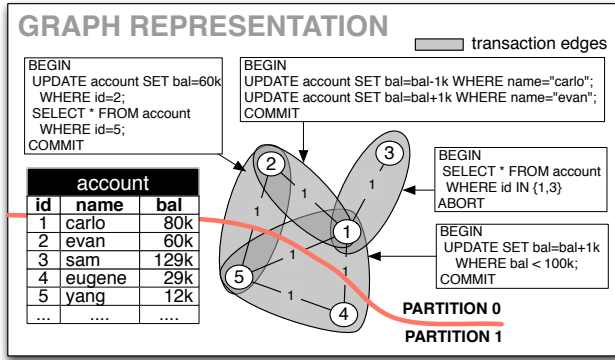 GRAPH REPRESENTATION
transaction edges
BEGIN
UPDATE account SET bal=60k
WHERE id=2;
SELECT * FROM account
WHERE id=5;
COMMIT
BEGIN
UPDATE account SET bal=bal-1k WHERE name="carlo";
UPDATE account SET bal=bal+1k WHERE name="evan";
COMMIT
BEGIN
SELECT * FROM account
WHERE id IN {1,3}
ABORT
BEGIN
UPDATE SET bal=bal+1k
WHERE bal < 100k;
COMMIT
account
id name bal
1 carlo 80k
2 evan 60k
3 sam 129k
4 eugene 29k
5 yang 12k
... .... ....
2
3
1
5
4
1
1
1
1
1
1
PARTITION 0
PARTITION 1